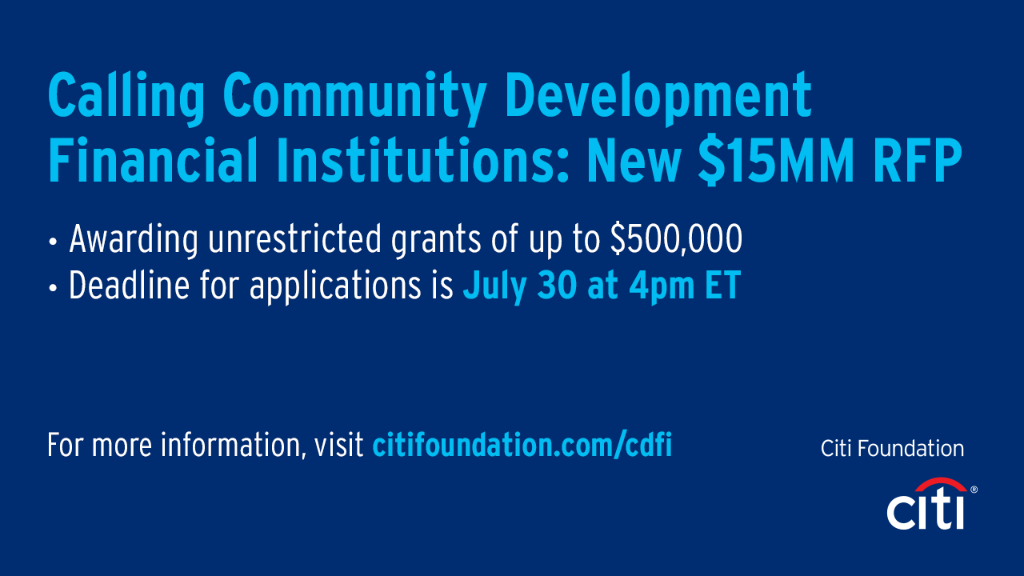 Calling Community Development
Financial Institutions: New $15MM RFP
• Awarding unrestricted grants of up to $500,000
• Deadline for applications is July 30 at 4pm ET
For more information, visit citifoundation.com/cdfi
Citi Foundation
citi®